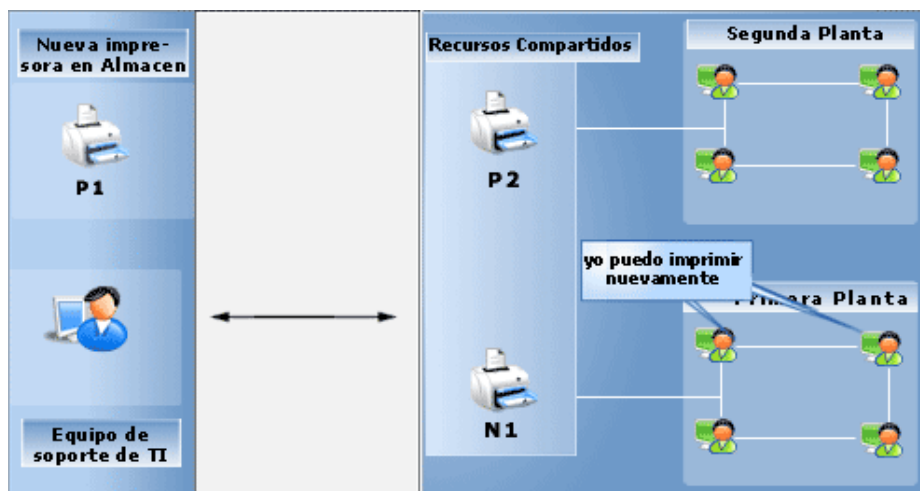 Nueva impre-
sora en Almacen
P1
Equipo de
soporte de TI
Recursos Compartidos
P2
N1
Segunda Planta
yo puedo imprimir
nuevamente
Planta